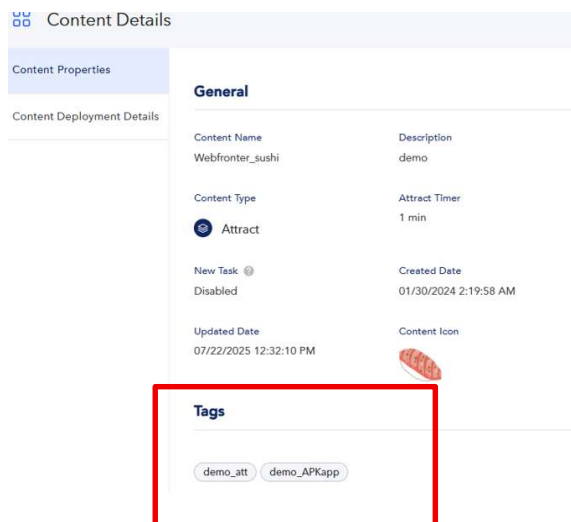 Content Details
Content Properties
Content Deployment Details
General
Content Name
Webfronter_sushi
Description
demo
Content Type
Attract
Attract Timer
1 min
New Task
Disabled
Created Date
01/30/2024 2:19:58 AM
Updated Date
07/22/2025 12:32:10 PM
Content Icon
Tags
demo_att demo_APKapp